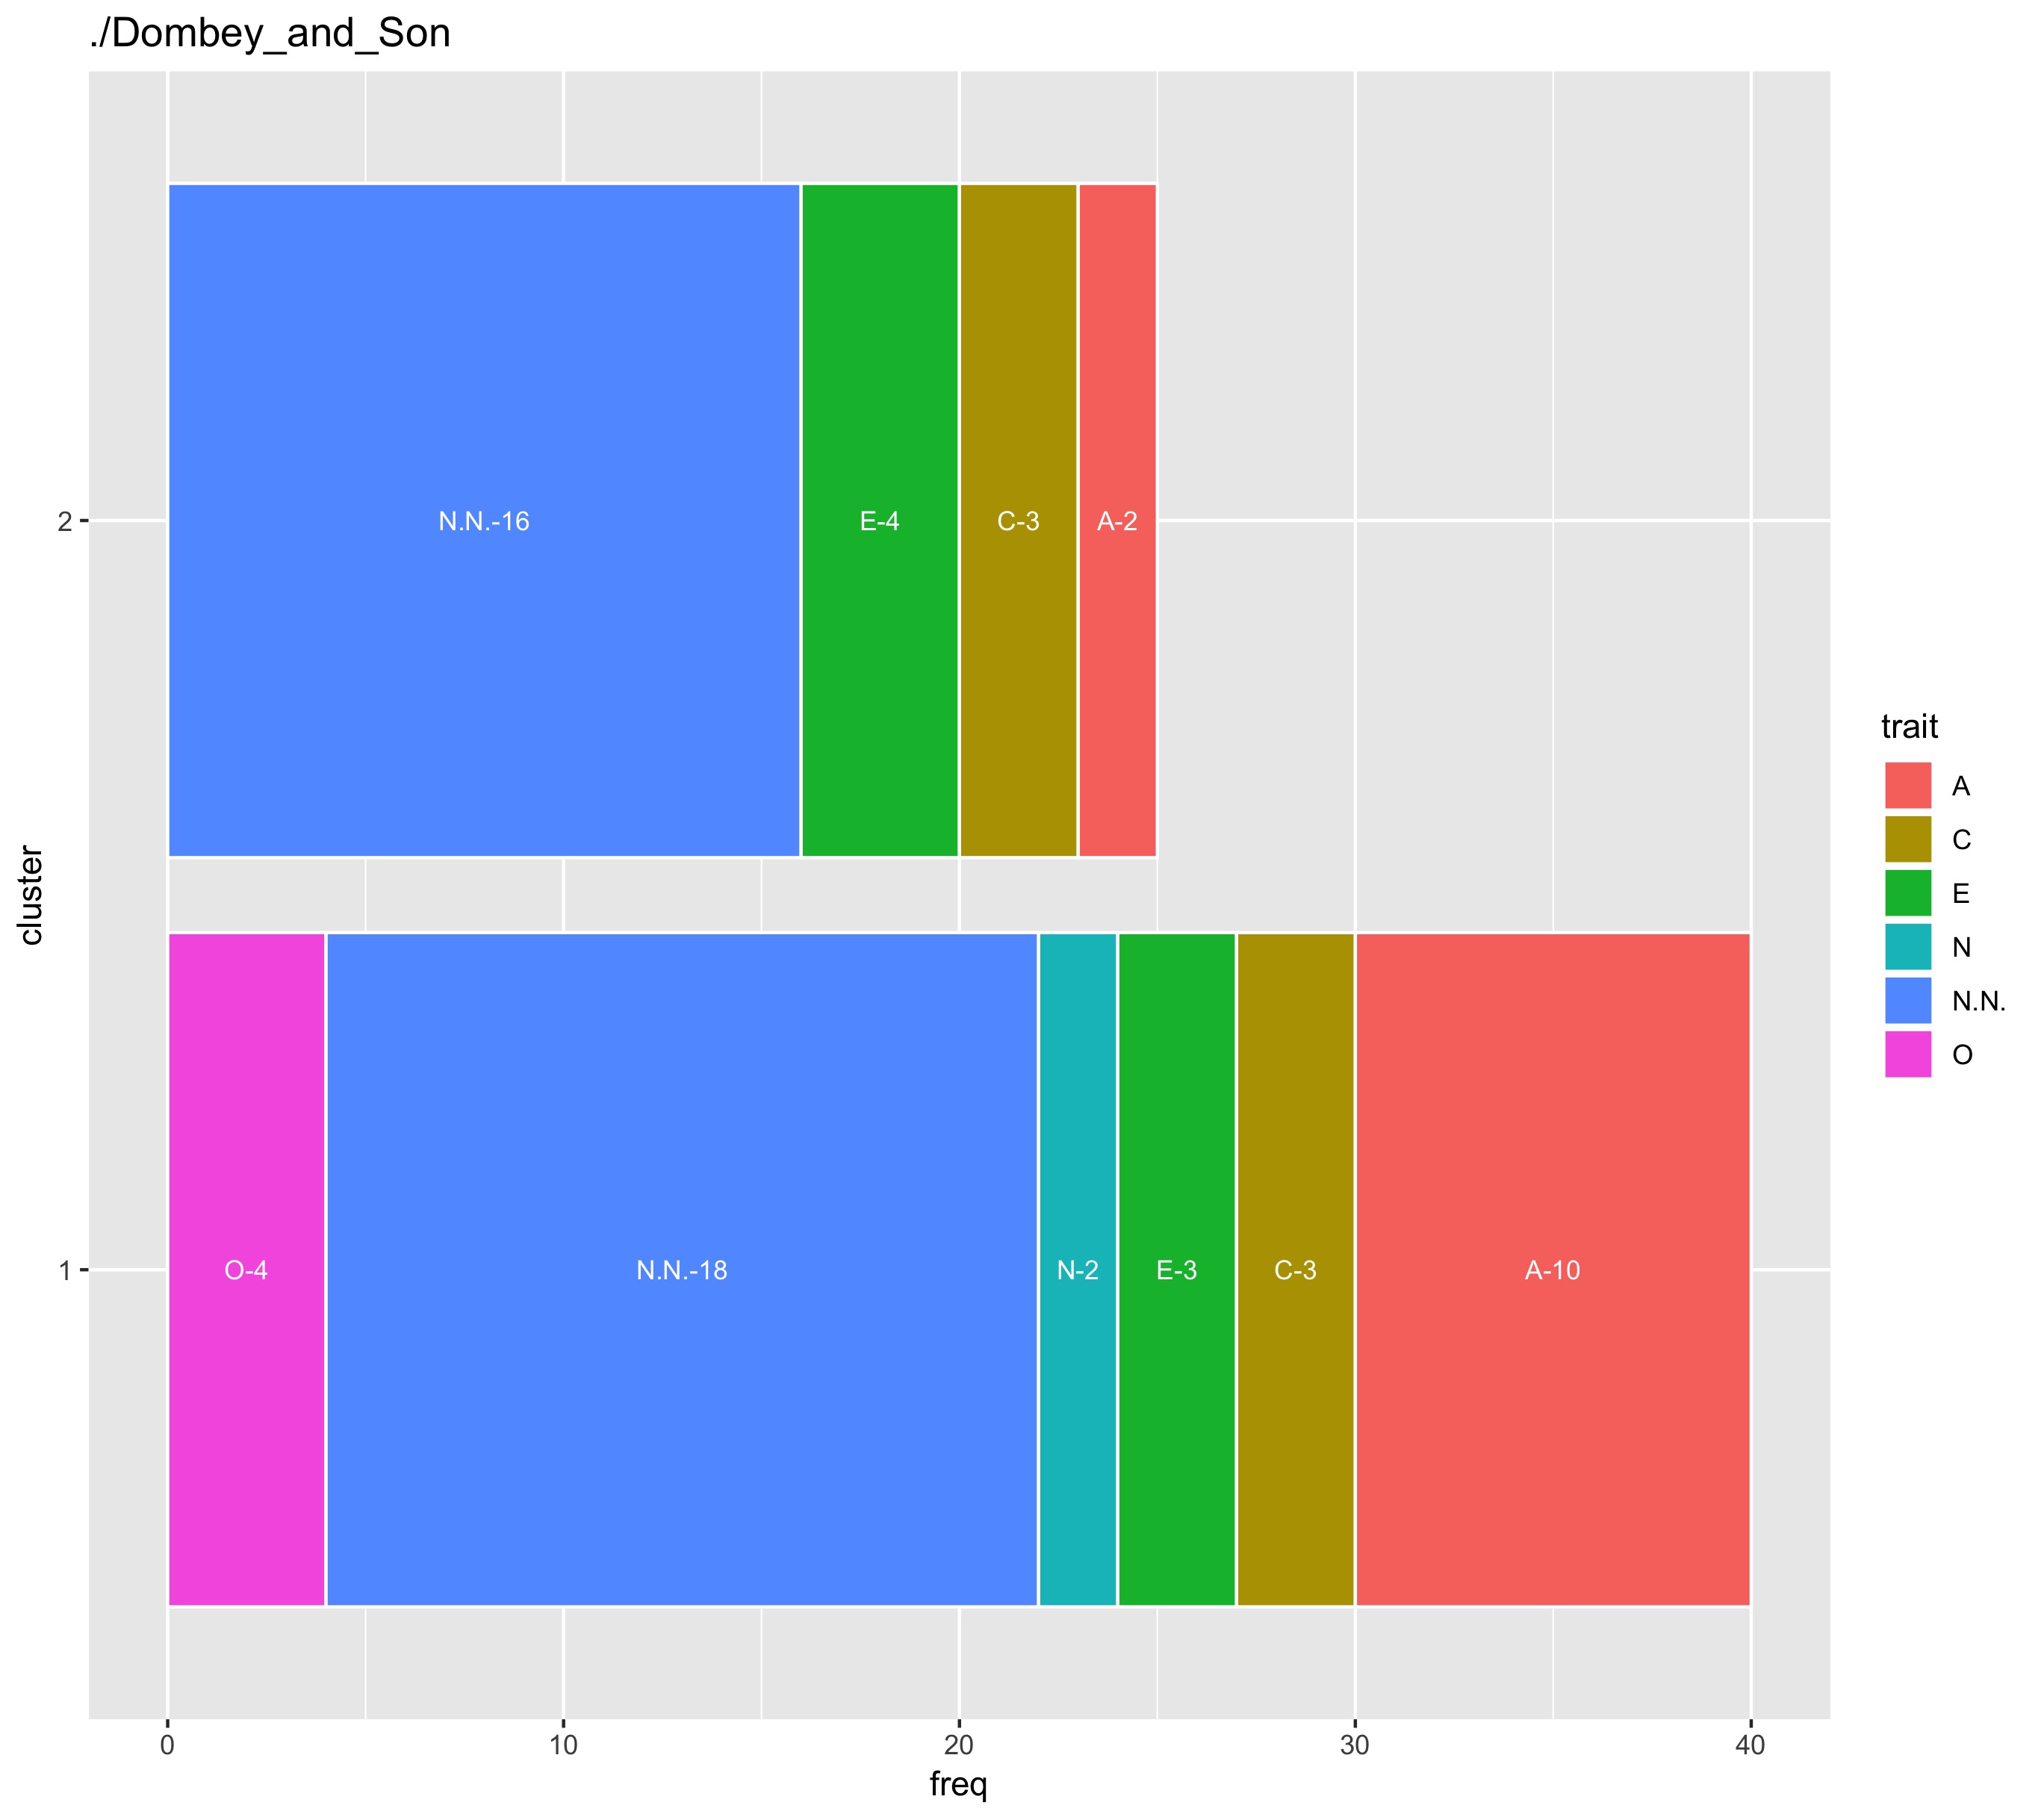 ./Dombey_and_Son
cluster
2
N.N.-16 E-4 C-3 A-2
1
O-4 N.N.-18 N-2 E-3 C-3 A-10
0 10 20 30 40
freq
trait
A
C
E
N
N.N.
O